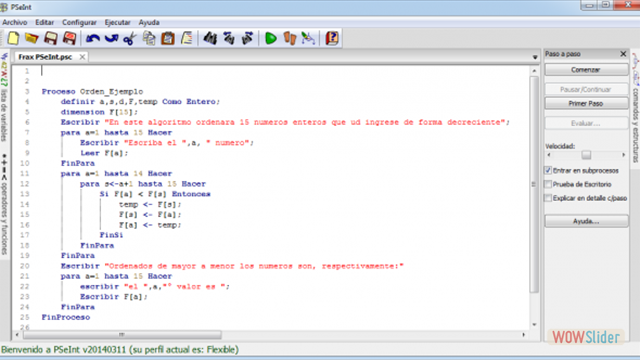 PSeInt
Archivo Editar Configurar Ejecutar Ayuda
Frax PSeInt.psc
1
2
3 Proceso Orden_Ejemplo
4 definir a,s,d,F,temp Como Entero;
5 dimension F[15];
6 Escribir "En este algoritmo ordenara 15 numeros enteros que ud ingrese de forma decreciente";
7 para a=1 hasta 15 Hacer
8 Escribir "Escriba el ",a, " numero";
9 Leer F[a];
10 FinPara
11 para a=1 hasta 14 Hacer
12 para s<-a+1 hasta 15 Hacer
13 Si F[a] < F[s] Entonces
14 temp <- F[s];
15 F[s] <- F[a];
16 F[a] <- temp;
17 FinSi
18 FinPara
19 FinPara
20 Escribir "Ordenados de mayor a menor los numeros son, respectivamente:"
21 para a=1 hasta 15 Hacer
22 escribir "el ",a,"° valor es ";
23 Escribir F[a];
24 FinPara
25 FinProceso
lista de variables
operadores y funciones
Paso a paso
Comenzar
Pausar/Continuar
Primer Paso
Evaluar...
Velocidad:
Entrar en subprocesos
Prueba de Escritorio
Explicar en detalle c/paso
Ayuda...
comandos y estructuras
Bienvenido a PSeInt v20140311 (su perfil actual es: Flexible)
WOWSlider